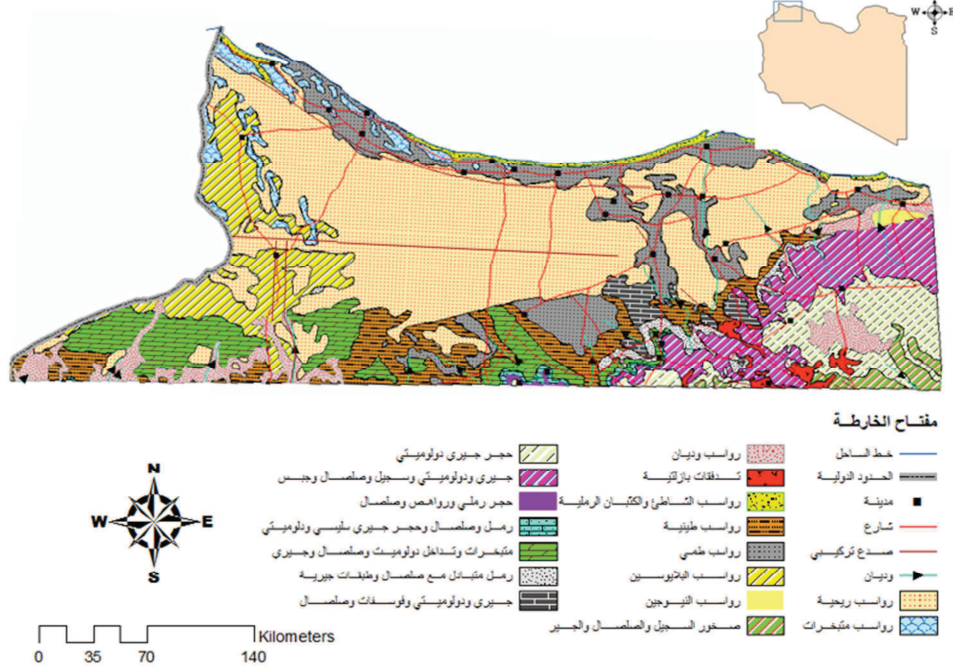 W E
S
مفتاح الخارطة
خط الساحل
الحدود الدولية
مدينة
شارع
صدع تركيبي
وديان
رواسب ريحية
رواسب متبخرات
رواسب وديان
تدفقات بازلتية
رواسب الشاطئ والكثبان الرملية
رواسب طينية
رواسب طمي
رواسب البلايوسين
رواسب النيوجين
صخور السجيل والصلصال والجير
حجر جيري دولوميتي
جيري ودولوميتي وسجيل وصلصال وجبس
حجر رملي ورواهص وصلصال
رمل وصلصال وحجر جيري سليسي ودلوميتي
متبخرات وتداخل دولوميت وصلصال وجيري
رمل متبادل مع صلصال وطبقات جيرية
جيري ودولوميتي وفوسفات وصلصال
N
W E
S
Kilometers
0 35 70 140